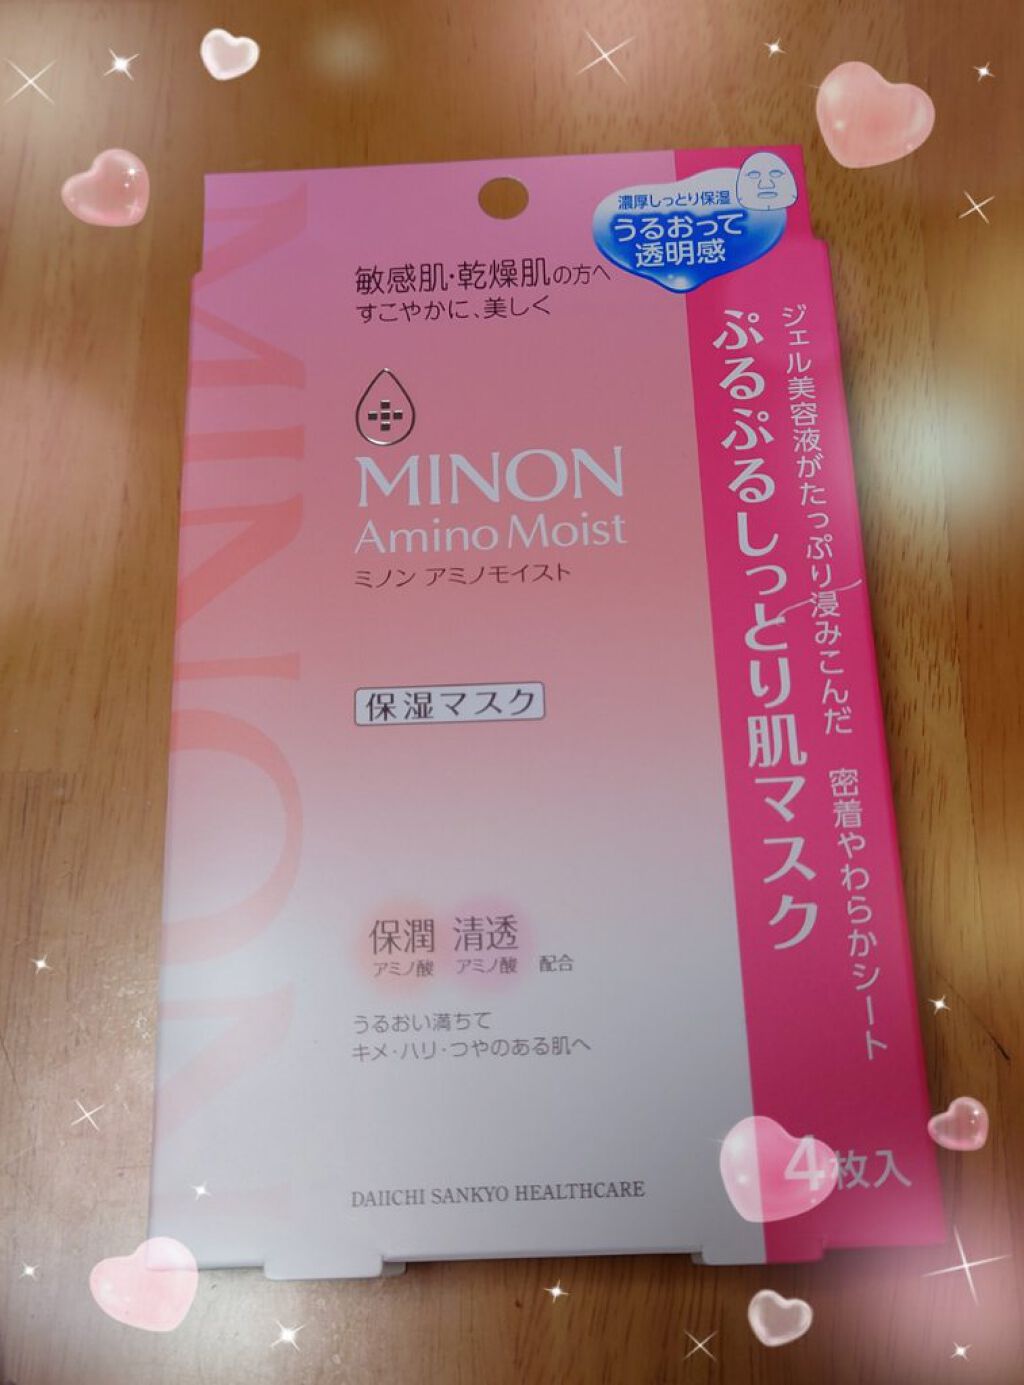 濃厚しっとり保湿
うるおって
透明感
敏感肌・乾燥肌の方へ
すこやかに、美しく
MINON
Amino Moist
ミノン アミノモイスト
保湿マスク
保潤 清透
アミノ酸 アミノ酸 配合
うるおい満ちて
キメ・ハリ・つやのある肌へ
DAIICHI SANKYO HEALTHCARE
ジェル美容液がたっぷり浸みこんだ 密着やわらかシート
ぷるぷるしっとり肌マスク
4枚入
MINON